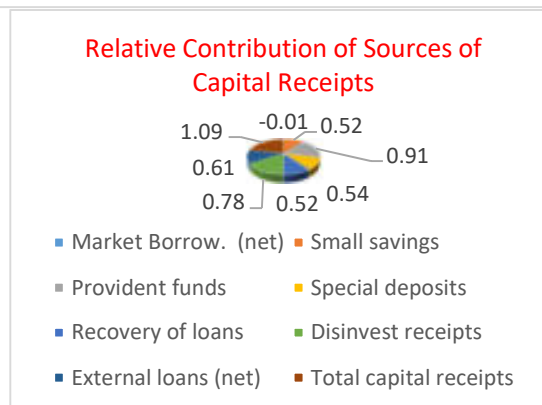 Relative Contribution of Sources of
Capital Receipts
-0.01 0.52
1.09
0.91
0.61
0.54
0.78 0.52
Market Borrow. (net) Small savings
Provident funds Special deposits
Recovery of loans Disinvest receipts
External loans (net) Total capital receipts